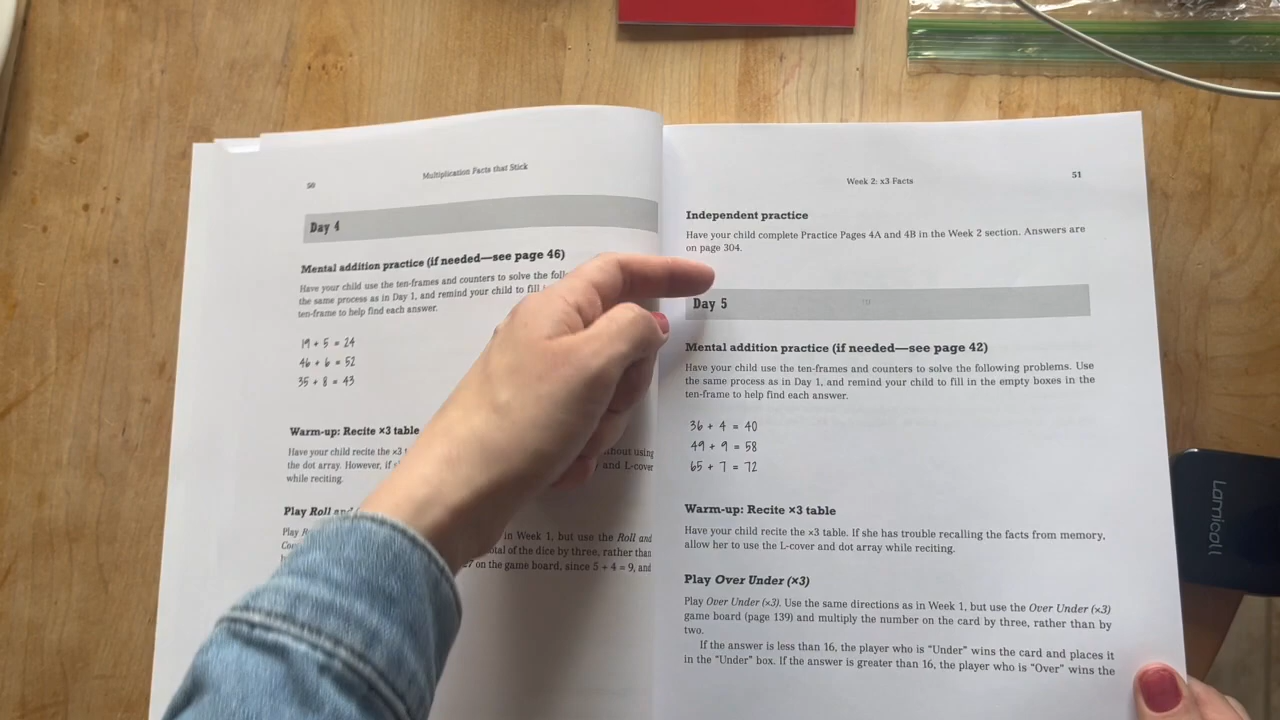 50
Multiplication Facts that Stick
Day 4
Mental addition practice (if needed—see page 46)
Have your child use the ten-frames and counters to solve the
the same process as in Day 1, and remind your child to fill
ten-frame to help find each answer.
19 + 5 = 24
46 + 6 = 52
35 + 8 = 43
Warm-up: Recite ×3 table
Have your child recite the ×3 without using
the dot array. However, if and L-cover
while reciting.
Play Roll and
Play in Week 1, but use the Roll and
total of the dice by three, rather than
on the game board, since 5 + 4 = 9, and
Week 2: x3 Facts
51
Independent practice
Have your child complete Practice Pages 4A and 4B in the Week 2 section. Answers are
on page 304.
Day 5
Mental addition practice (if needed—see page 42)
Have your child use the ten-frames and counters to solve the following problems. Use
the same process as in Day 1, and remind your child to fill in the empty boxes in the
ten-frame to help find each answer.
36 + 4 = 40
49 + 9 = 58
65 + 7 = 72
Warm-up: Recite ×3 table
Have your child recite the ×3 table. If she has trouble recalling the facts from memory,
allow her to use the L-cover and dot array while reciting.
Play Over Under (×3)
Play Over Under (×3). Use the same directions as in Week 1, but use the Over Under (×3)
game board (page 139) and multiply the number on the card by three, rather than by
two.
If the answer is less than 16, the player who is "Under" wins the card and places it
in the "Under" box. If the answer is greater than 16, the player who is "Over" wins the
Lamicall